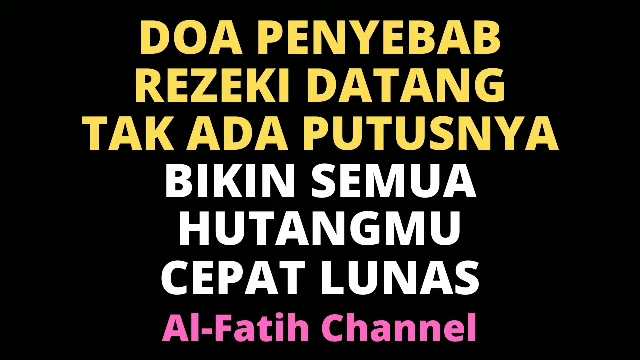 DOA PENYEBAB
REZEKI DATANG
TAK ADA PUTUSNYA
BIKIN SEMUA
HUTANGMU
CEPAT LUNAS
Al-Fatih Channel